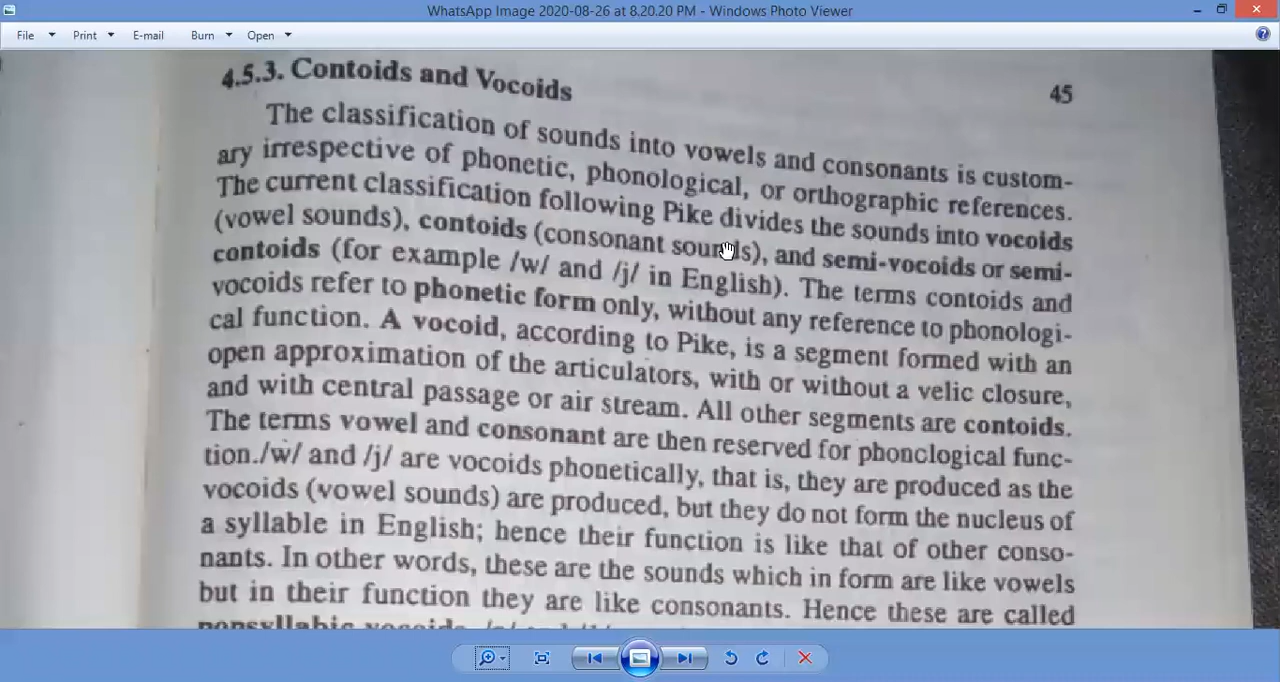 WhatsApp Image 2020-08-26 at 8.20.20 PM - Windows Photo Viewer
File Print E-mail Burn Open
4.5.3. Contoids and Vocoids 45
The classification of sounds into vowels and consonants is custom-
ary irrespective of phonetic, phonological, or orthographic references.
The current classification following Pike divides the sounds into vocoids
(vowel sounds), contoids (consonant sounds), and semi-vocoids or semi-
contoids (for example /w/ and /j/ in English). The terms contoids and
vocoids refer to phonetic form only, without any reference to phonologi-
cal function. A vocoid, according to Pike, is a segment formed with an
open approximation of the articulators, with or without a velic closure,
and with central passage or air stream. All other segments are contoids.
The terms vowel and consonant are then reserved for phonological func-
tion./w/ and /j/ are vocoids phonetically, that is, they are produced as the
vocoids (vowel sounds) are produced, but they do not form the nucleus of
a syllable in English; hence their function is like that of other conso-
nants. In other words, these are the sounds which in form are like vowels
but in their function they are like consonants. Hence these are called
nonsyllabic vocoids